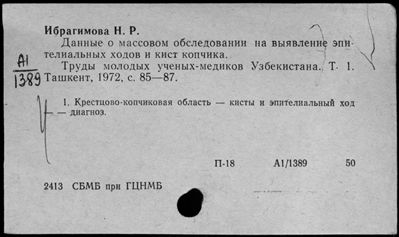 Ибрагимова Н. Р.
Данные о массовом обследовании на выявление эпи-
телиальных ходов и кист копчика.
Труды молодых ученых-медиков Узбекистана. Т. 1.
Ташкент, 1972, с. 85—87.
А1
1389
1. Крестцово-копчиковая область — кисты и эпителиальный ход
— диагноз.
П-18 А1/1389 50
2413 СБМБ при ГЦНМБ